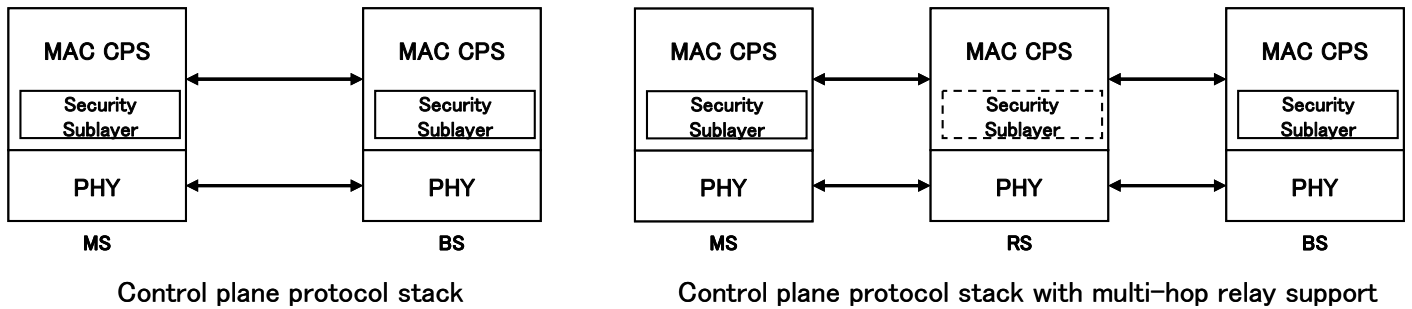 MAC CPS
Security
Sublayer
PHY
MS
MAC CPS
Security
Sublayer
PHY
BS
Control plane protocol stack
MAC CPS
Security
Sublayer
PHY
MS
MAC CPS
Security
Sublayer
PHY
RS
MAC CPS
Security
Sublayer
PHY
BS
Control plane protocol stack with multi-hop relay support